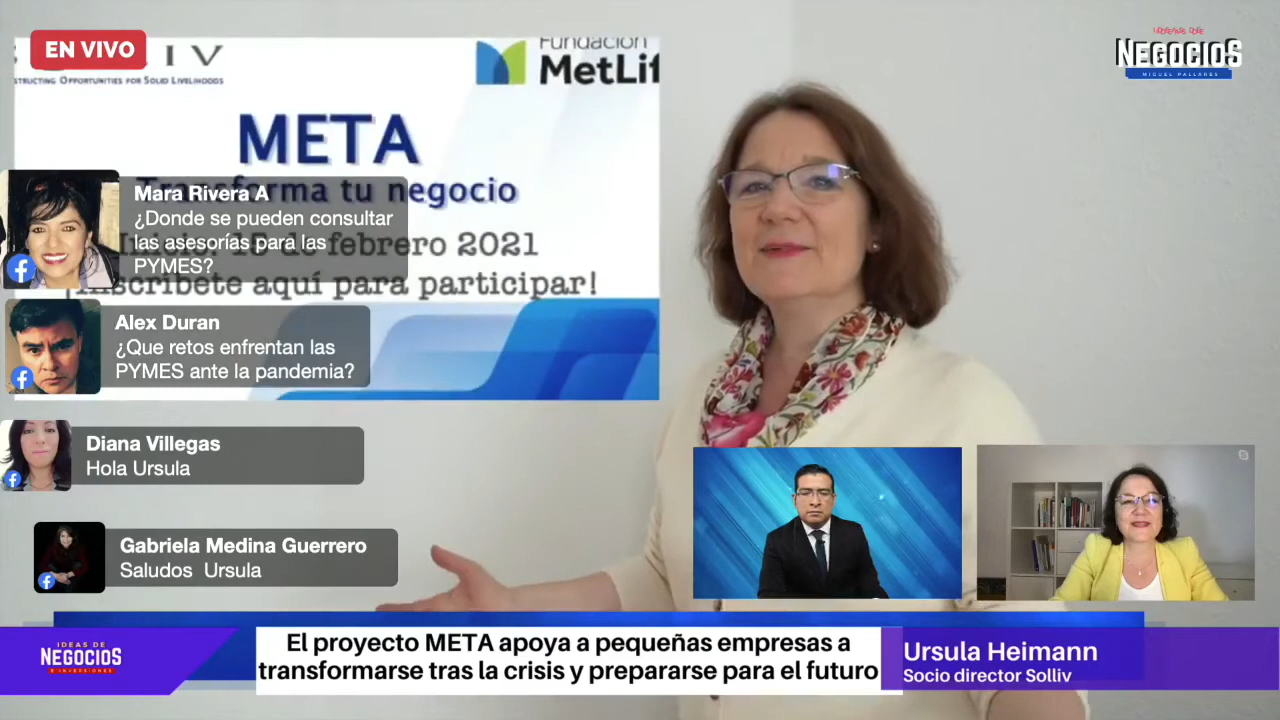 EN VIVO
I V
STRUCTING OPPORTUNITIES FOR SOLID LIVELIHOODS
Fundación
MetLif
NEGOCIOS
MIGUEL PALLARES
META
Transforma tu negocio
febrero 2021
inscríbete aquí para participar!
Mara Rivera A
¿Donde se pueden consultar
las asesorías para las
PYMES?
Alex Duran
¿Que retos enfrentan las
PYMES ante la pandemia?
Diana Villegas
Hola Ursula
Gabriela Medina Guerrero
Saludos Ursula
IDEAS DE
NEGOCIOS
E INVERSIONES
El proyecto META apoya a pequeñas empresas a
transformarse tras la crisis y prepararse para el futuro
Ursula Heimann
Socio director Solliv